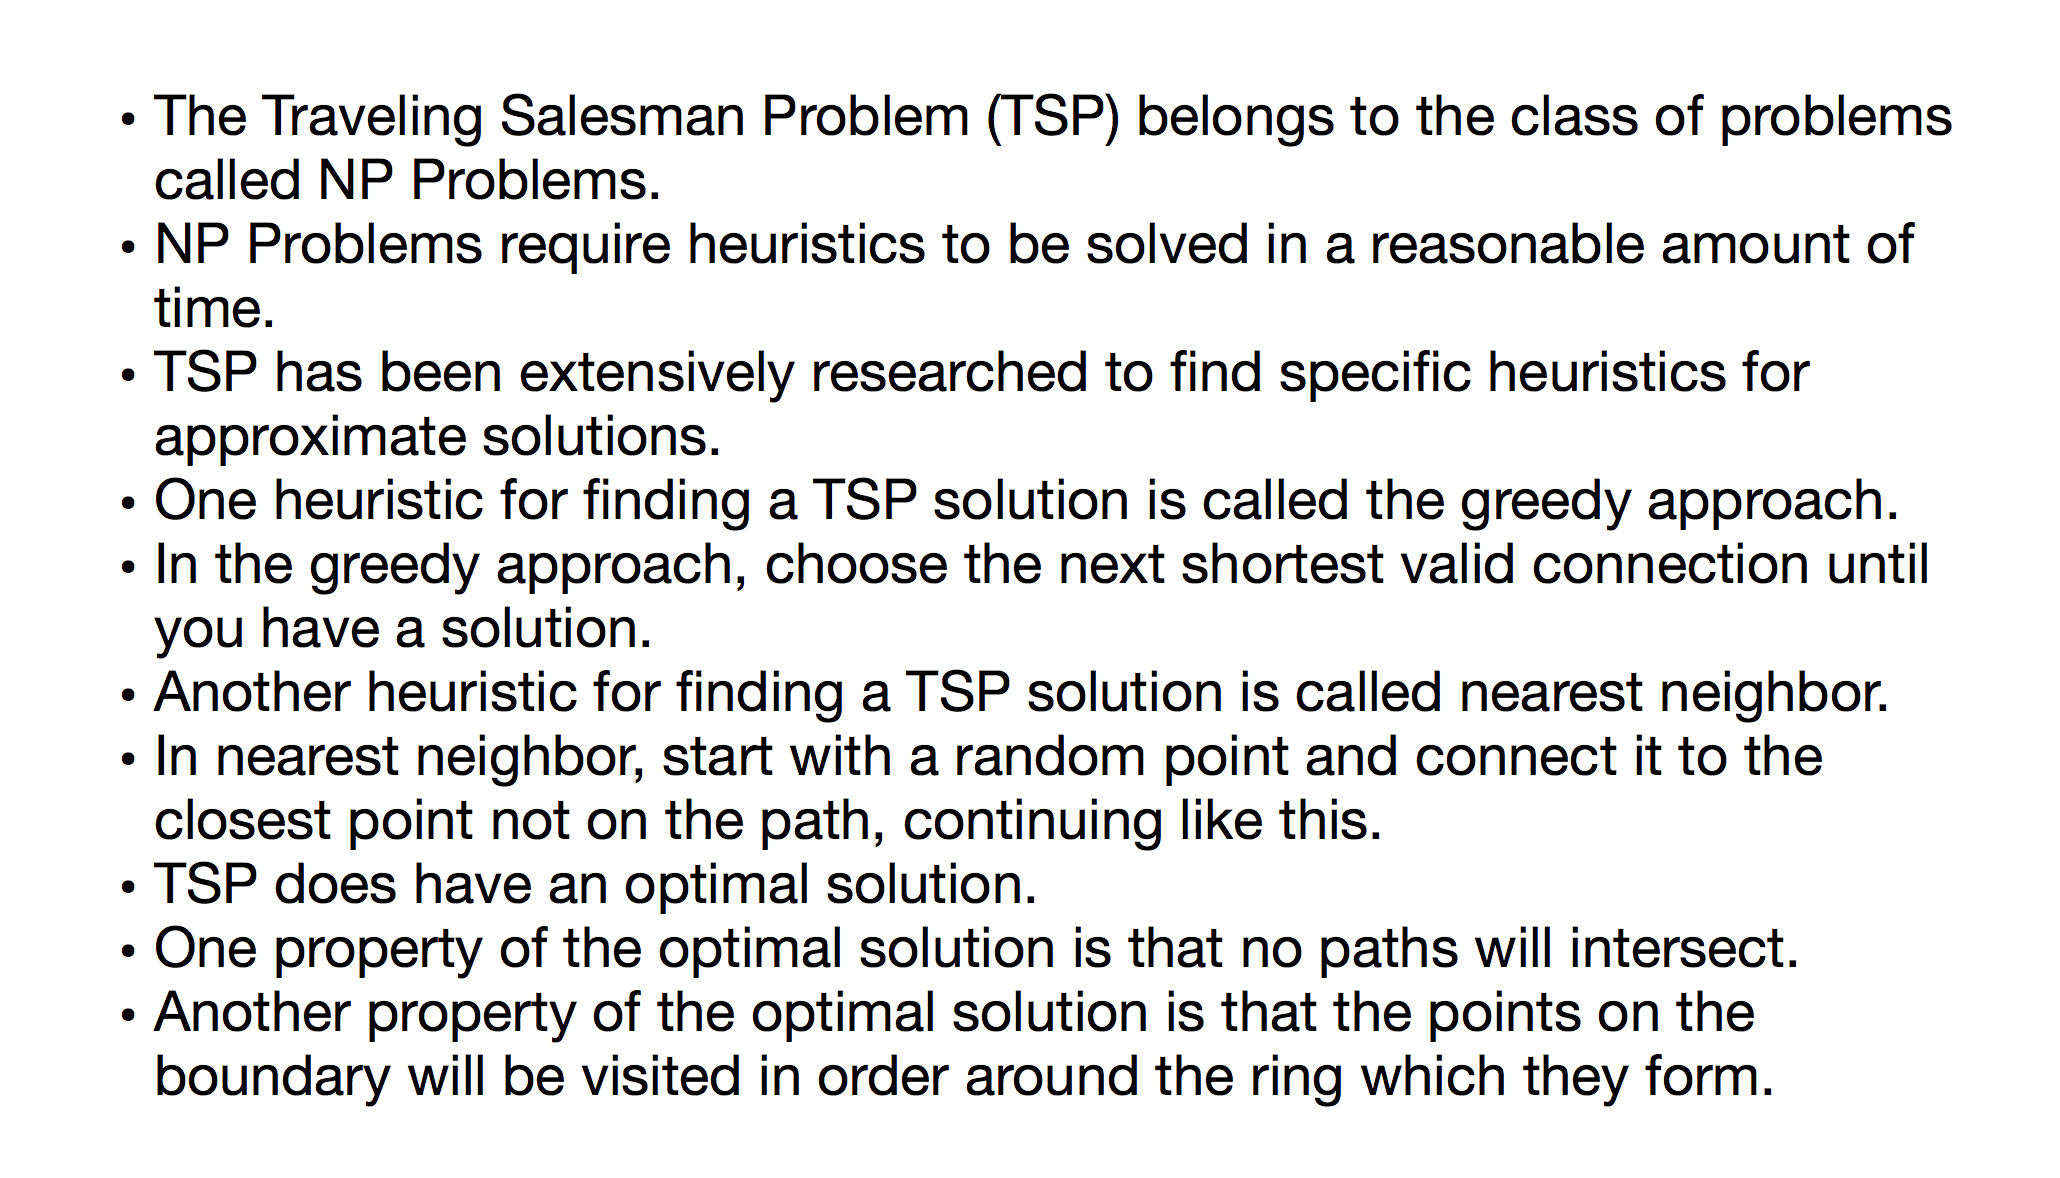 • The Traveling Salesman Problem (TSP) belongs to the class of problems
called NP Problems.
• NP Problems require heuristics to be solved in a reasonable amount of
time.
• TSP has been extensively researched to find specific heuristics for
approximate solutions.
• One heuristic for finding a TSP solution is called the greedy approach.
• In the greedy approach, choose the next shortest valid connection until
you have a solution.
• Another heuristic for finding a TSP solution is called nearest neighbor.
• In nearest neighbor, start with a random point and connect it to the
closest point not on the path, continuing like this.
• TSP does have an optimal solution.
• One property of the optimal solution is that no paths will intersect.
• Another property of the optimal solution is that the points on the
boundary will be visited in order around the ring which they form.